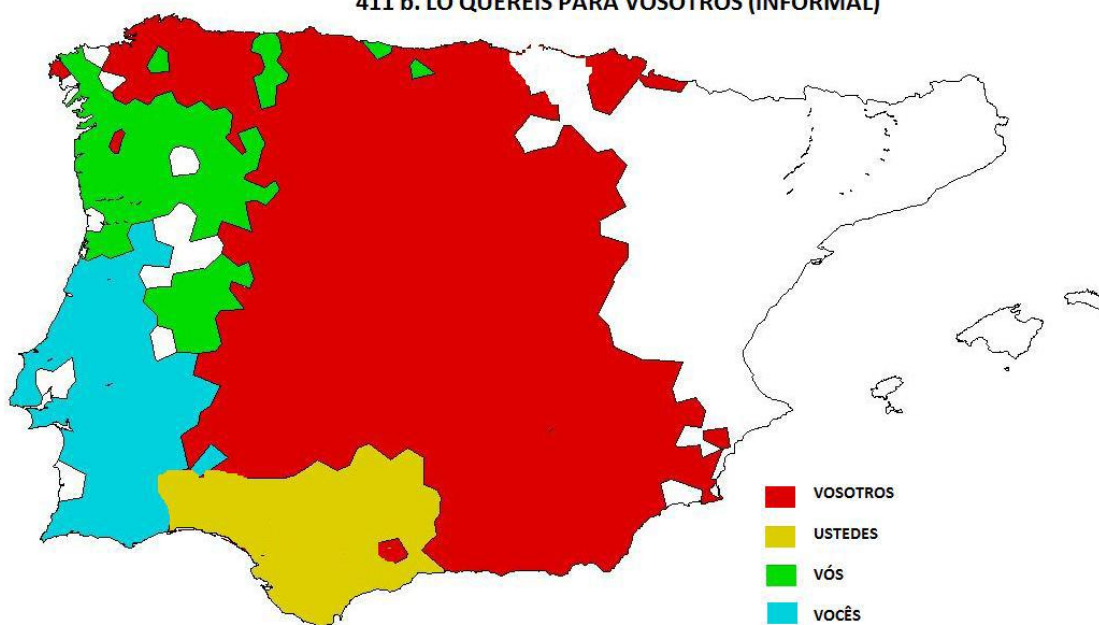 411 b. LO QUERÉIS PARA VOSOTROS (INFORMAL)
VOSOTROS
USTEDES
VÓS
VOCÊS